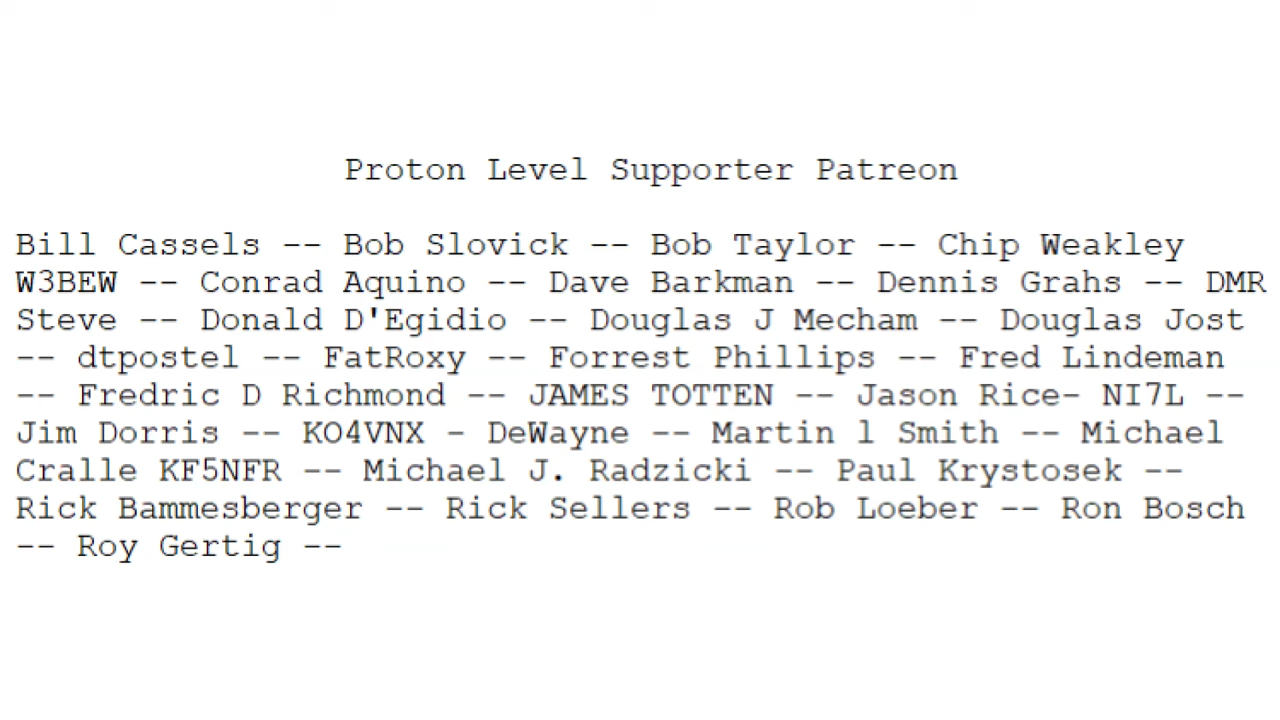 Proton Level Supporter Patreon
Bill Cassels -- Bob Slovick -- Bob Taylor -- Chip Weakley
W3BEW -- Conrad Aquino -- Dave Barkman -- Dennis Grahs -- DMR
Steve -- Donald D'Egidio -- Douglas J Mecham -- Douglas Jost
-- dtpostel -- FatRoxy -- Forrest Phillips -- Fred Lindeman
-- Fredric D Richmond -- JAMES TOTTEN -- Jason Rice- NI7L --
Jim Dorris -- KO4VNX - DeWayne -- Martin l Smith -- Michael
Cralle KF5NFR -- Michael J. Radzicki -- Paul Krystosek --
Rick Bammesberger -- Rick Sellers -- Rob Loeber -- Ron Bosch
-- Roy Gertig --